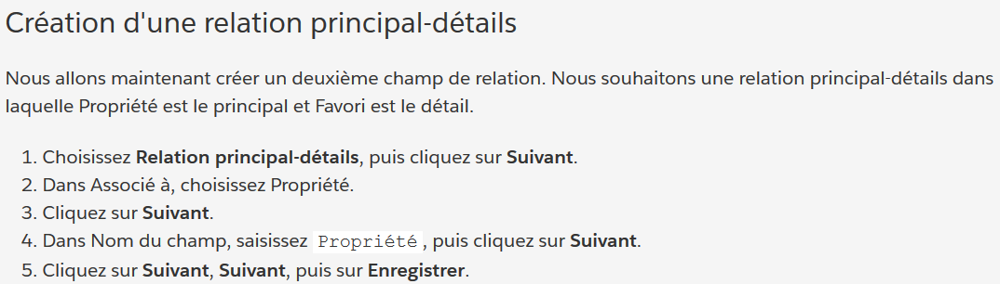 Création d'une relation principal-détails
Nous allons maintenant créer un deuxième champ de relation. Nous souhaitons une relation principal-détails dans
laquelle Propriété est le principal et Favori est le détail.
1. Choisissez Relation principal-détails, puis cliquez sur Suivant.
2. Dans Associé à, choisissez Propriété.
3. Cliquez sur Suivant.
4. Dans Nom du champ, saisissez Propriété, puis cliquez sur Suivant.
5. Cliquez sur Suivant, Suivant, puis sur Enregistrer.